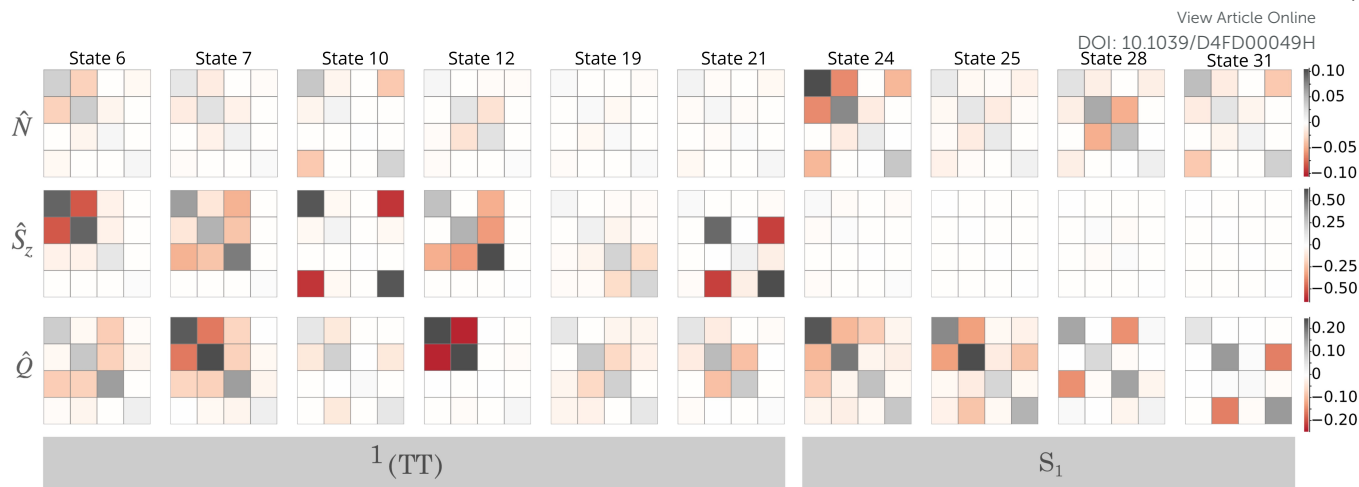 View Article Online
DOI: 10.1039/D4FD00049H
State 6 State 7 State 10 State 12 State 19 State 21 State 24 State 25 State 28 State 31
N̂
0.10
0.05
0
−0.05
−0.10
Ŝz
0.50
0.25
0
−0.25
−0.50
Q̂
0.20
0.10
0
−0.10
−0.20
¹(TT) S₁